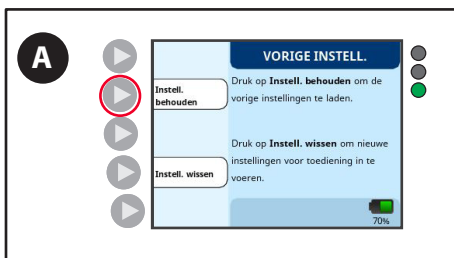 A
VORIGE INSTELL.
Instell.
behouden
Druk op Instell. behouden om de
vorige instellingen te laden.
Instell. wissen
Druk op Instell. wissen om nieuwe
instellingen voor toediening in te
voeren.
70%